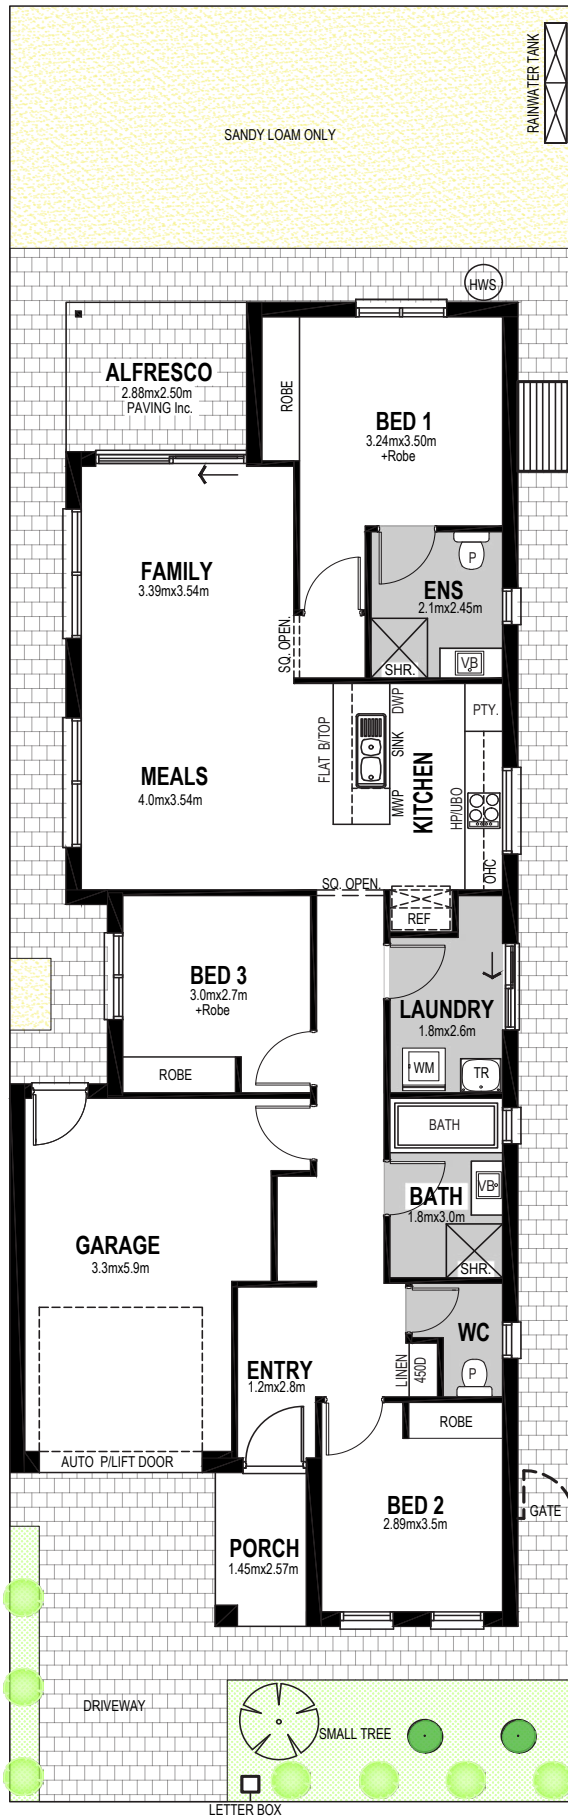 RAINWATER TANK
SANDY LOAM ONLY
HWS
ALFRESCO
2.88mx2.50m
PAVING Inc.
ROBE
BED 1
3.24mx3.50m
+Robe
FAMILY
3.39mx3.54m
P
ENS
2.1mx2.45m
SQ. OPEN.
SHR.
VB
MEALS
4.0mx3.54m
FLAT B/TOP
DWP
SINK
MWP
KITCHEN
PTY.
HP/UBO
OHC
SQ. OPEN.
REF
BED 3
3.0mx2.7m
+Robe
ROBE
LAUNDRY
1.8mx2.6m
WM
TR
BATH
BATH
1.8mx3.0m
VB
SHR.
GARAGE
3.3mx5.9m
WC
P
LINEN
450D
ENTRY
1.2mx2.8m
ROBE
AUTO P/LIFT DOOR
BED 2
2.89mx3.5m
GATE
PORCH
1.45mx2.57m
DRIVEWAY
SMALL TREE
LETTER BOX